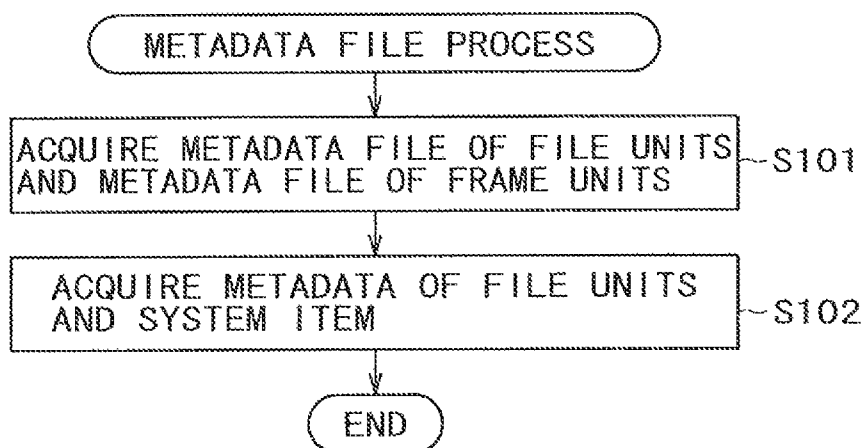 METADATA FILE PROCESS
ACQUIRE METADATA FILE OF FILE UNITS
AND METADATA FILE OF FRAME UNITS
S101
ACQUIRE METADATA OF FILE UNITS
AND SYSTEM ITEM
S102
END